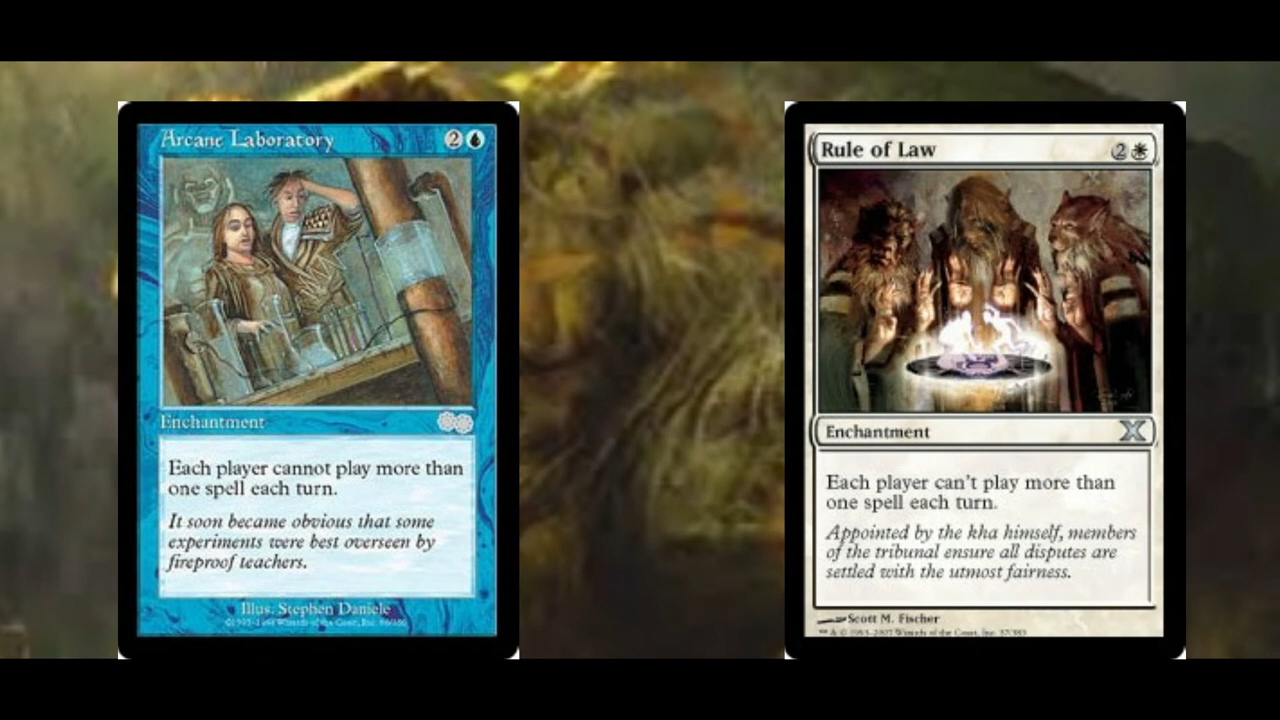 Arcane Laboratory 2
Enchantment
Each player cannot play more than
one spell each turn.
It soon became obvious that some
experiments were best overseen by
fireproof teachers.
Illus. Stephen Daniele
Rule of Law 2
Enchantment X
Each player can't play more than
one spell each turn.
Appointed by the kha himself, members
of the tribunal ensure all disputes are
settled with the utmost fairness.
Scott M. Fischer